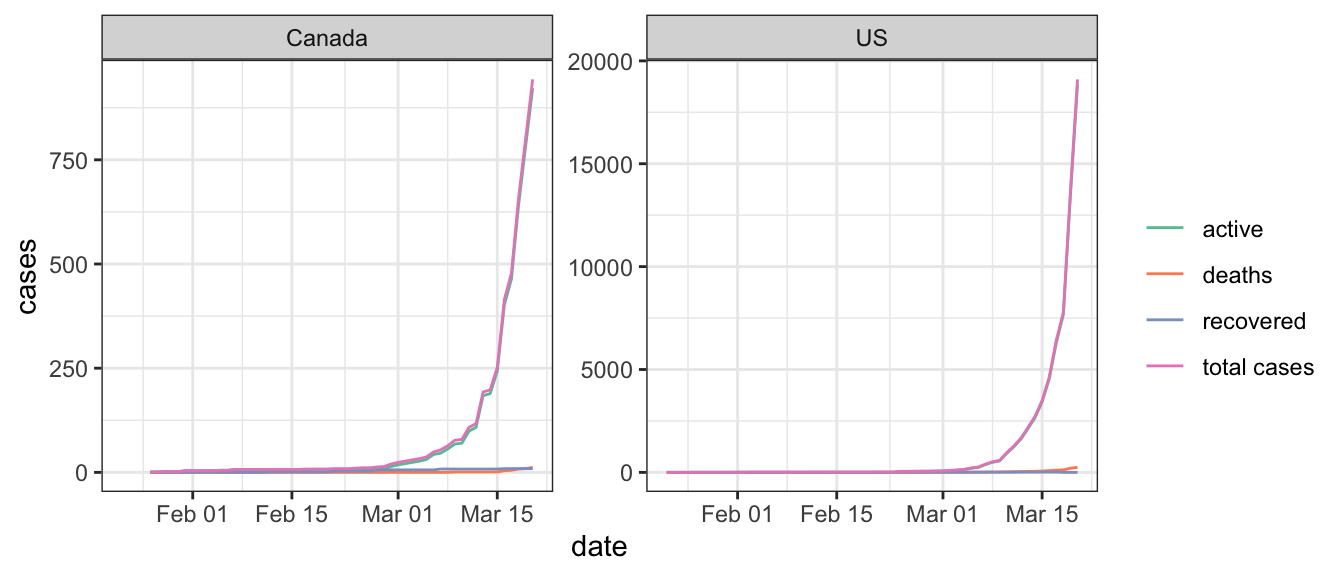 Canada
US
cases
750
500
250
0
20000
15000
10000
5000
0
Feb 01
Feb 15
Mar 01
Mar 15
Feb 01
Feb 15
Mar 01
Mar 15
date
active
deaths
recovered
total cases